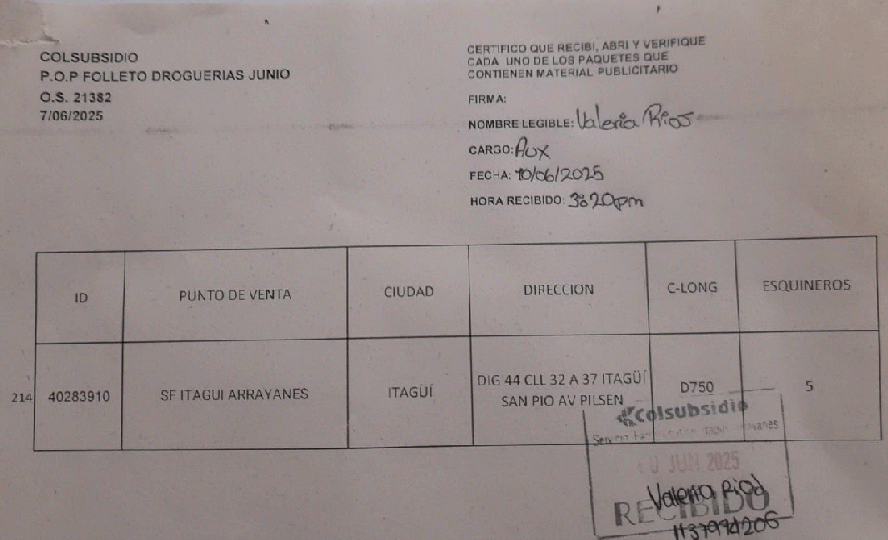 COLSUBSIDIO
P.O.P FOLLETO DROGUERIAS JUNIO
O.S. 21382
7/06/2025
CERTIFICO QUE RECIBI, ABRI Y VERIFIQUE
CADA UNO DE LOS PAQUETES QUE
CONTIENEN MATERIAL PUBLICITARIO
FIRMA:
NOMBRE LEGIBLE: Valeria Rios
CARGO: Aux
FECHA: 10/06/2025
HORA RECIBIDO: 3:20pm
ID PUNTO DE VENTA CIUDAD DIRECCION C-LONG ESQUINEROS
214 40283910 SF ITAGUI ARRAYANES ITAGÜÍ DIG 44 CLL 32 A 37 ITAGÜÍ D750 5
SAN PIO AV PILSEN
Colsubsidio
JUN 2025
Valeria Rios
RECIBIDO